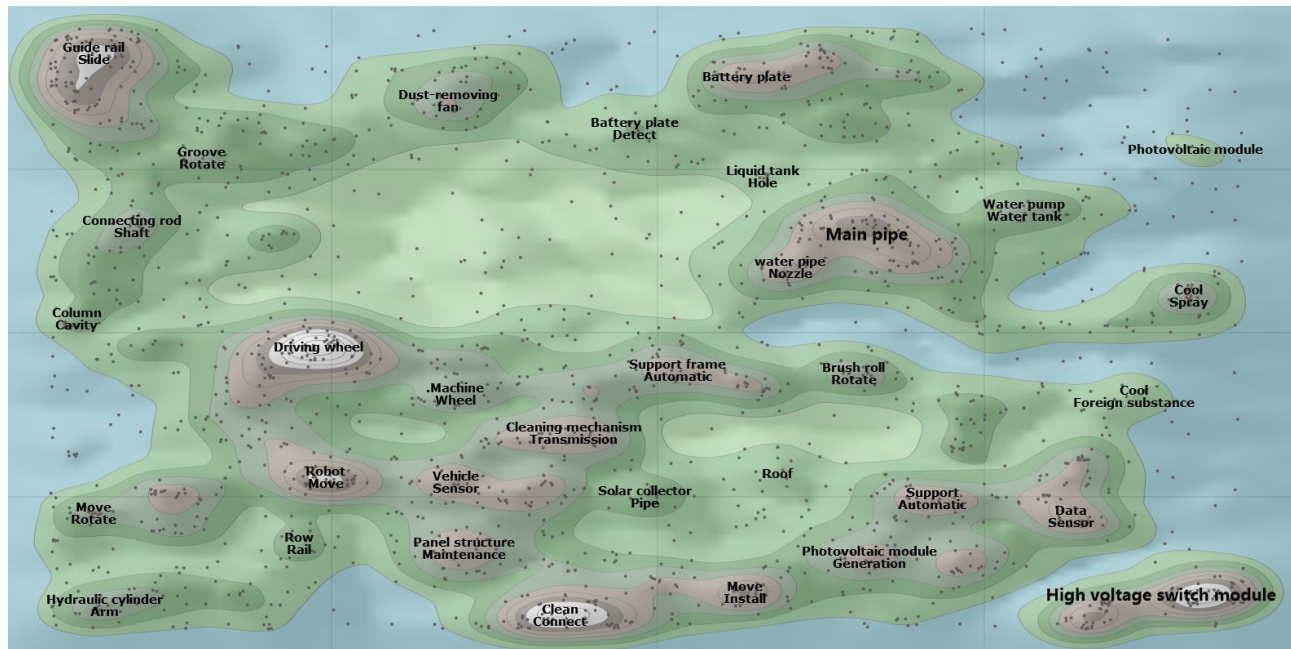 Guide rail
Slide
Battery plate
Dust-removing
fan
Battery plate
Detect
Groove
Rotate
Photovoltaic module
Liquid tank
Hole
Connecting rod
Shaft
Water pump
Water tank
Main pipe
water pipe
Nozzle
Cool
Spray
Column
Cavity
Driving wheel
Support frame
Automatic
Brush roll
Rotate
Machine
Wheel
Cool
Foreign substance
Cleaning mechanism
Transmission
Robot
Move
Vehicle
Sensor
Roof
Solar collector
Pipe
Support
Automatic
Move
Rotate
Data
Sensor
Row
Rail
Panel structure
Maintenance
Photovoltaic module
Generation
Hydraulic cylinder
Arm
Clean
Connect
Move
Install
High voltage switch module